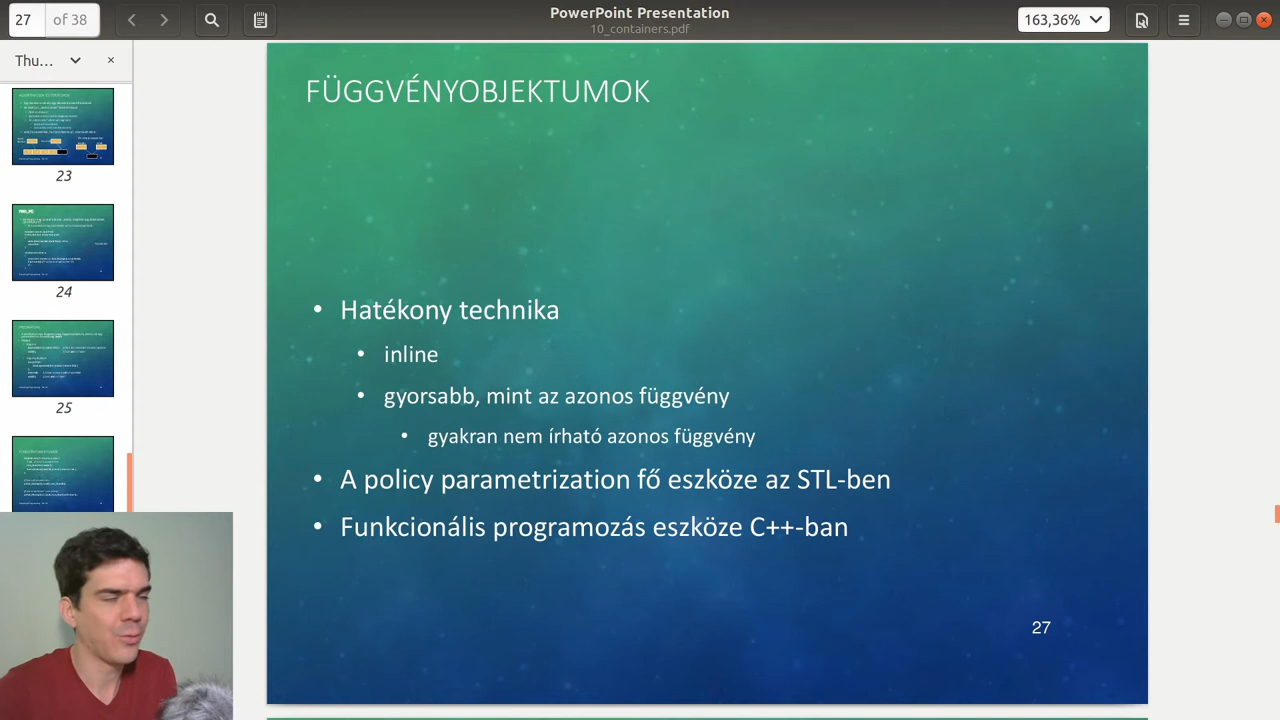 27 of 38
PowerPoint Presentation
10_containers.pdf
163,36%
Thu...
23
24
25
FÜGGVÉNYOBJEKTUMOK
• Hatékony technika
• inline
• gyorsabb, mint az azonos függvény
• gyakran nem írható azonos függvény
• A policy parametrization fő eszköze az STL-ben
• Funkcionális programozás eszköze C++-ban
27